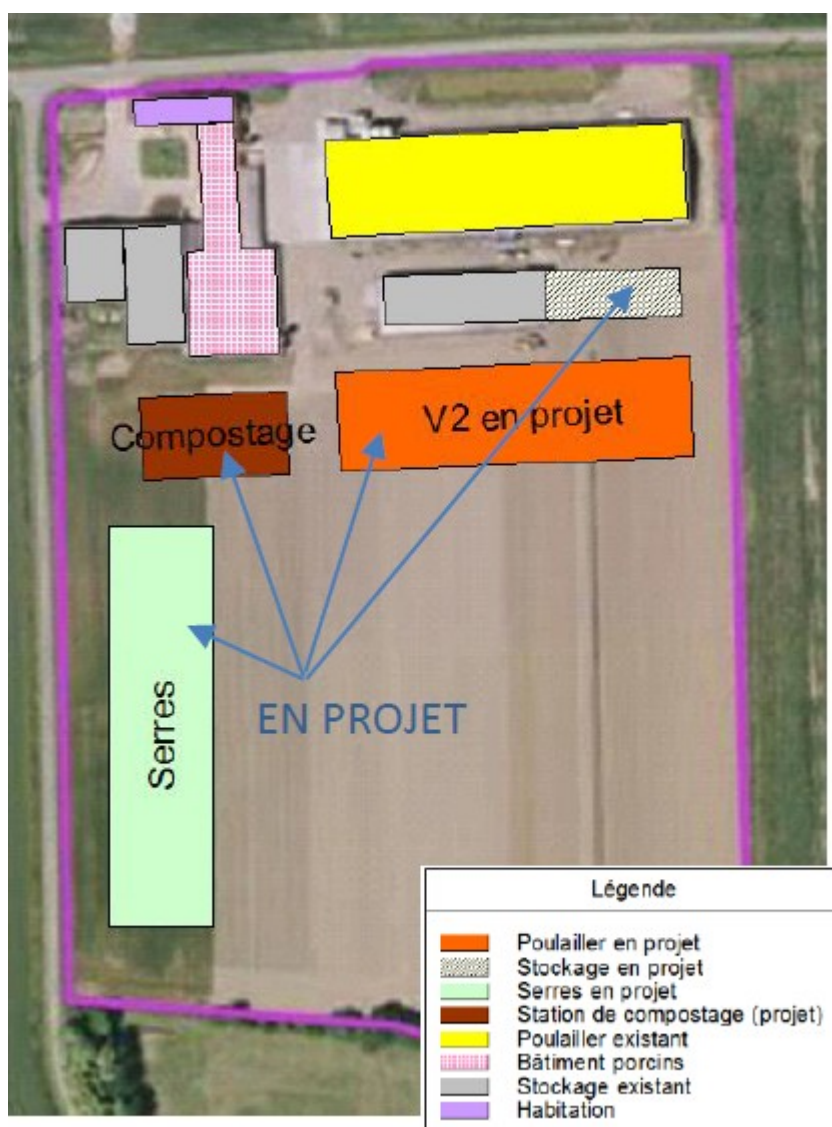 Compostage
V2 en projet
EN PROJET
Serres
Légende
Poulailler en projet
Stockage en projet
Serres en projet
Station de compostage (projet)
Poulailler existant
Bâtiment porcins
Stockage existant
Habitation